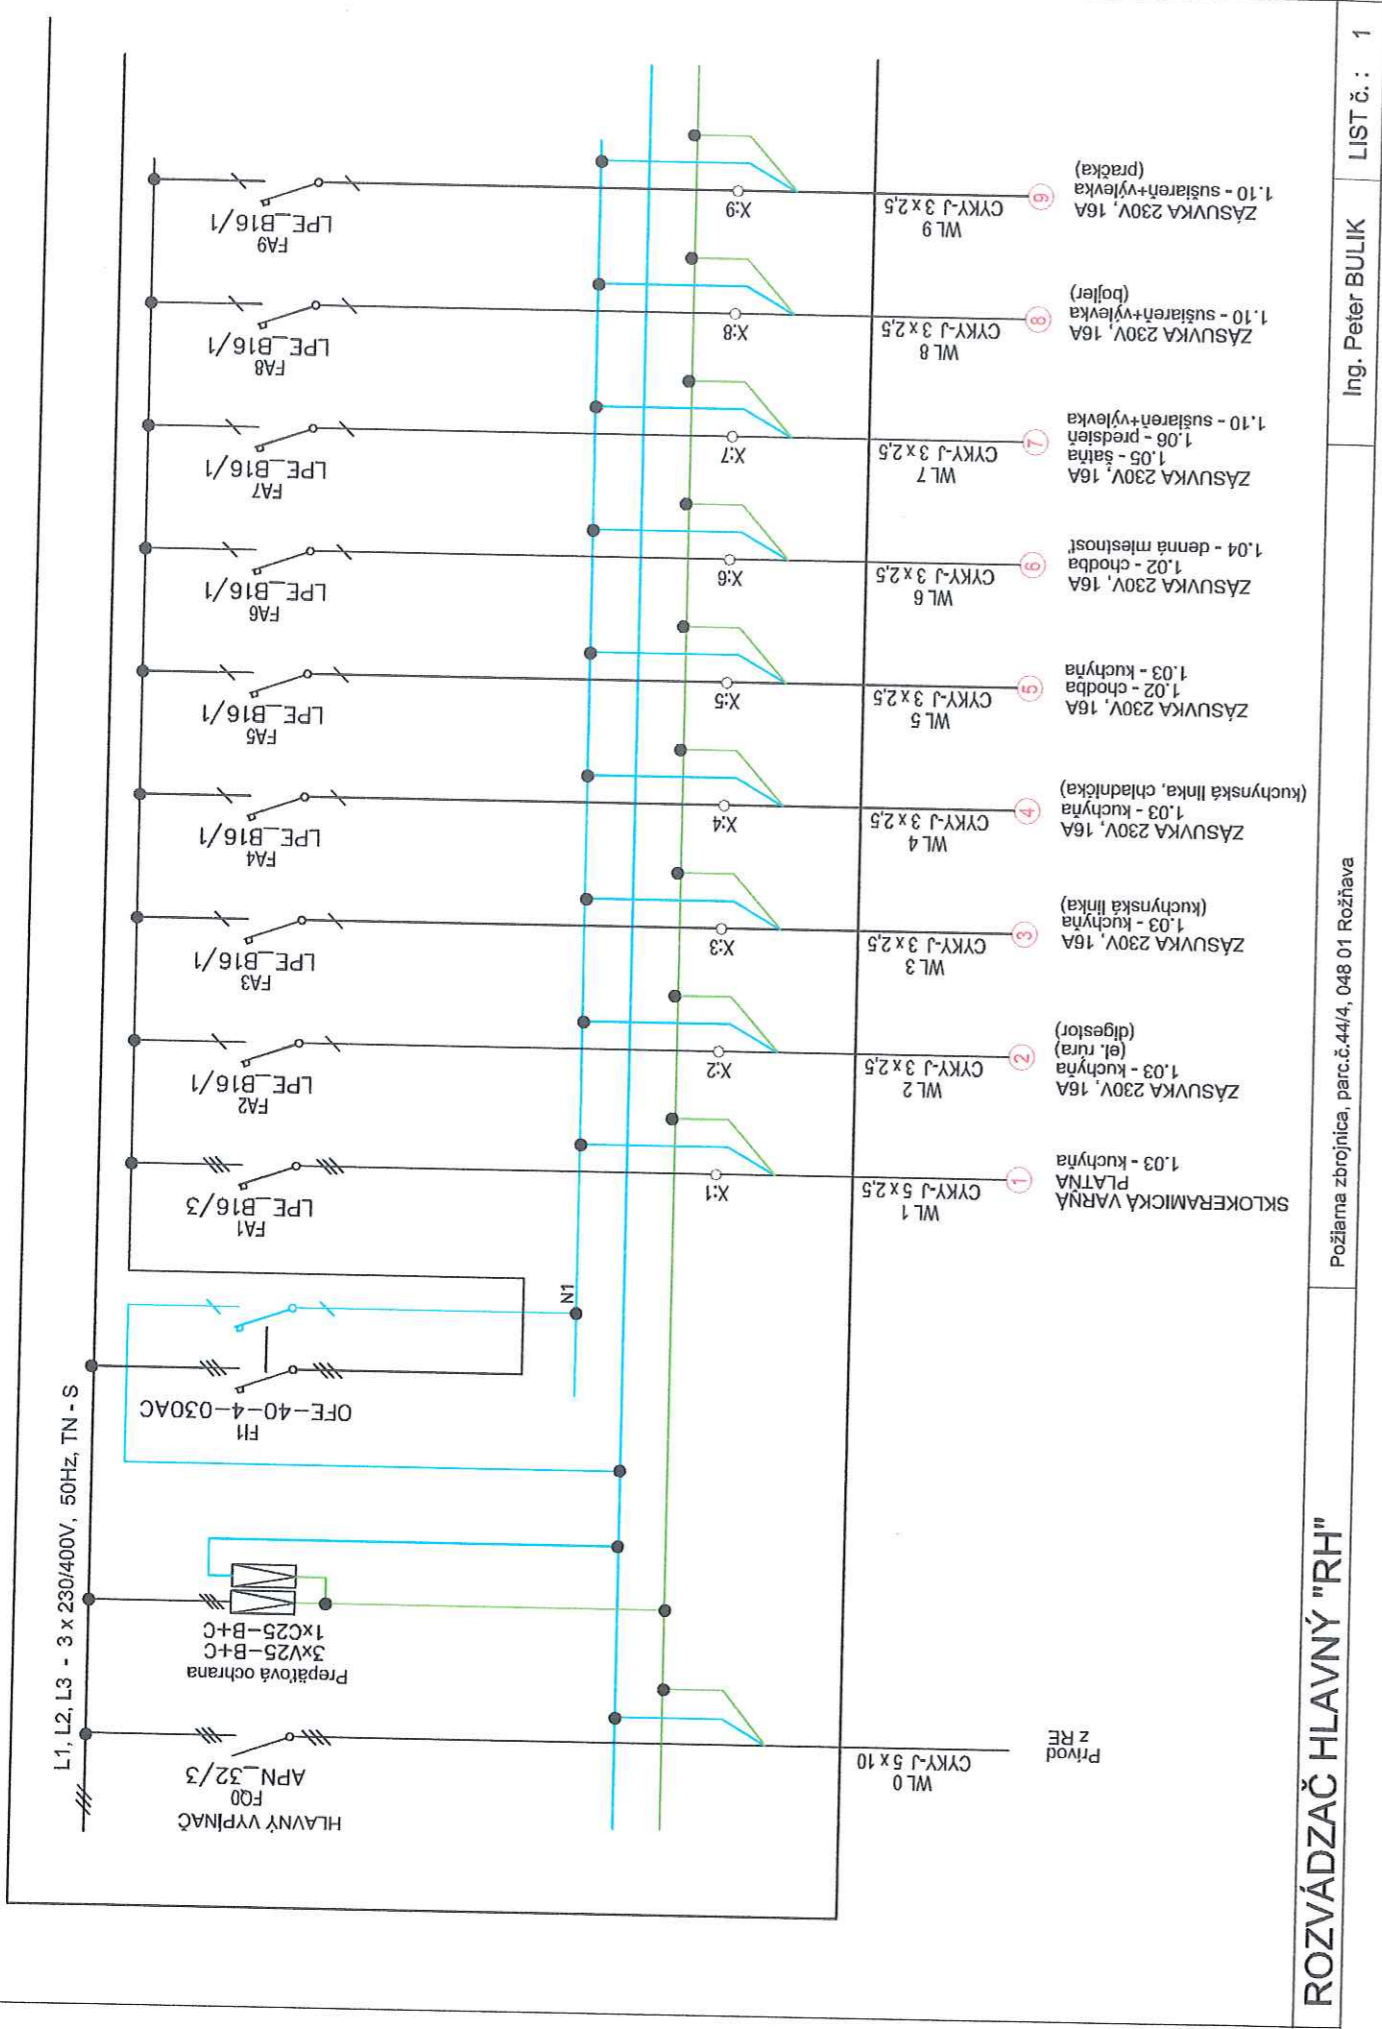 L1, L2, L3 - 3 x 230/400V, 50Hz, TN - S
HLAVNÝ VYPÍNAČ
FQ0
APN_32/3
Prepäťová ochrana
3xV25-B+C
1xC25-B+C
FI1
OFE-40-4-030AC
N1
FA1
LPE_B16/3
FA2
LPE_B16/1
FA3
LPE_B16/1
FA4
LPE_B16/1
FA5
LPE_B16/1
FA6
LPE_B16/1
FA7
LPE_B16/1
FA8
LPE_B16/1
FA9
LPE_B16/1
X:1
X:2
X:3
X:4
X:5
X:6
X:7
X:8
X:9
WL 0
CYKY-J 5 x 10
WL 1
CYKY-J 5 x 2,5
WL 2
CYKY-J 3 x 2,5
WL 3
CYKY-J 3 x 2,5
WL 4
CYKY-J 3 x 2,5
WL 5
CYKY-J 3 x 2,5
WL 6
CYKY-J 3 x 2,5
WL 7
CYKY-J 3 x 2,5
WL 8
CYKY-J 3 x 2,5
WL 9
CYKY-J 3 x 2,5
Prívod
z RE
1
SKLOKERAMICKÁ VARNÁ
PLATŇA
1.03 - kuchyňa
2
ZÁSUVKA 230V, 16A
1.03 - kuchyňa
(el. rúra)
(digestor)
3
ZÁSUVKA 230V, 16A
1.03 - kuchyňa
(kuchynská linka)
4
ZÁSUVKA 230V, 16A
1.03 - kuchyňa
(kuchynská linka, chladnička)
5
ZÁSUVKA 230V, 16A
1.02 - chodba
1.03 - kuchyňa
6
ZÁSUVKA 230V, 16A
1.02 - chodba
1.04 - denná miestnosť
7
ZÁSUVKA 230V, 16A
1.05 - šatňa
1.06 - predsieň
1.10 - sušiareň+výlevka
8
ZÁSUVKA 230V, 16A
1.10 - sušiareň+výlevka
(bojler)
9
ZÁSUVKA 230V, 16A
1.10 - sušiareň+výlevka
(pračka)
ROZVÁDZAČ HLAVNÝ "RH"
Požiarna zbrojnica, parc.č.44/4, 048 01 Rožňava
Ing. Peter BULIK
LIST č. : 1